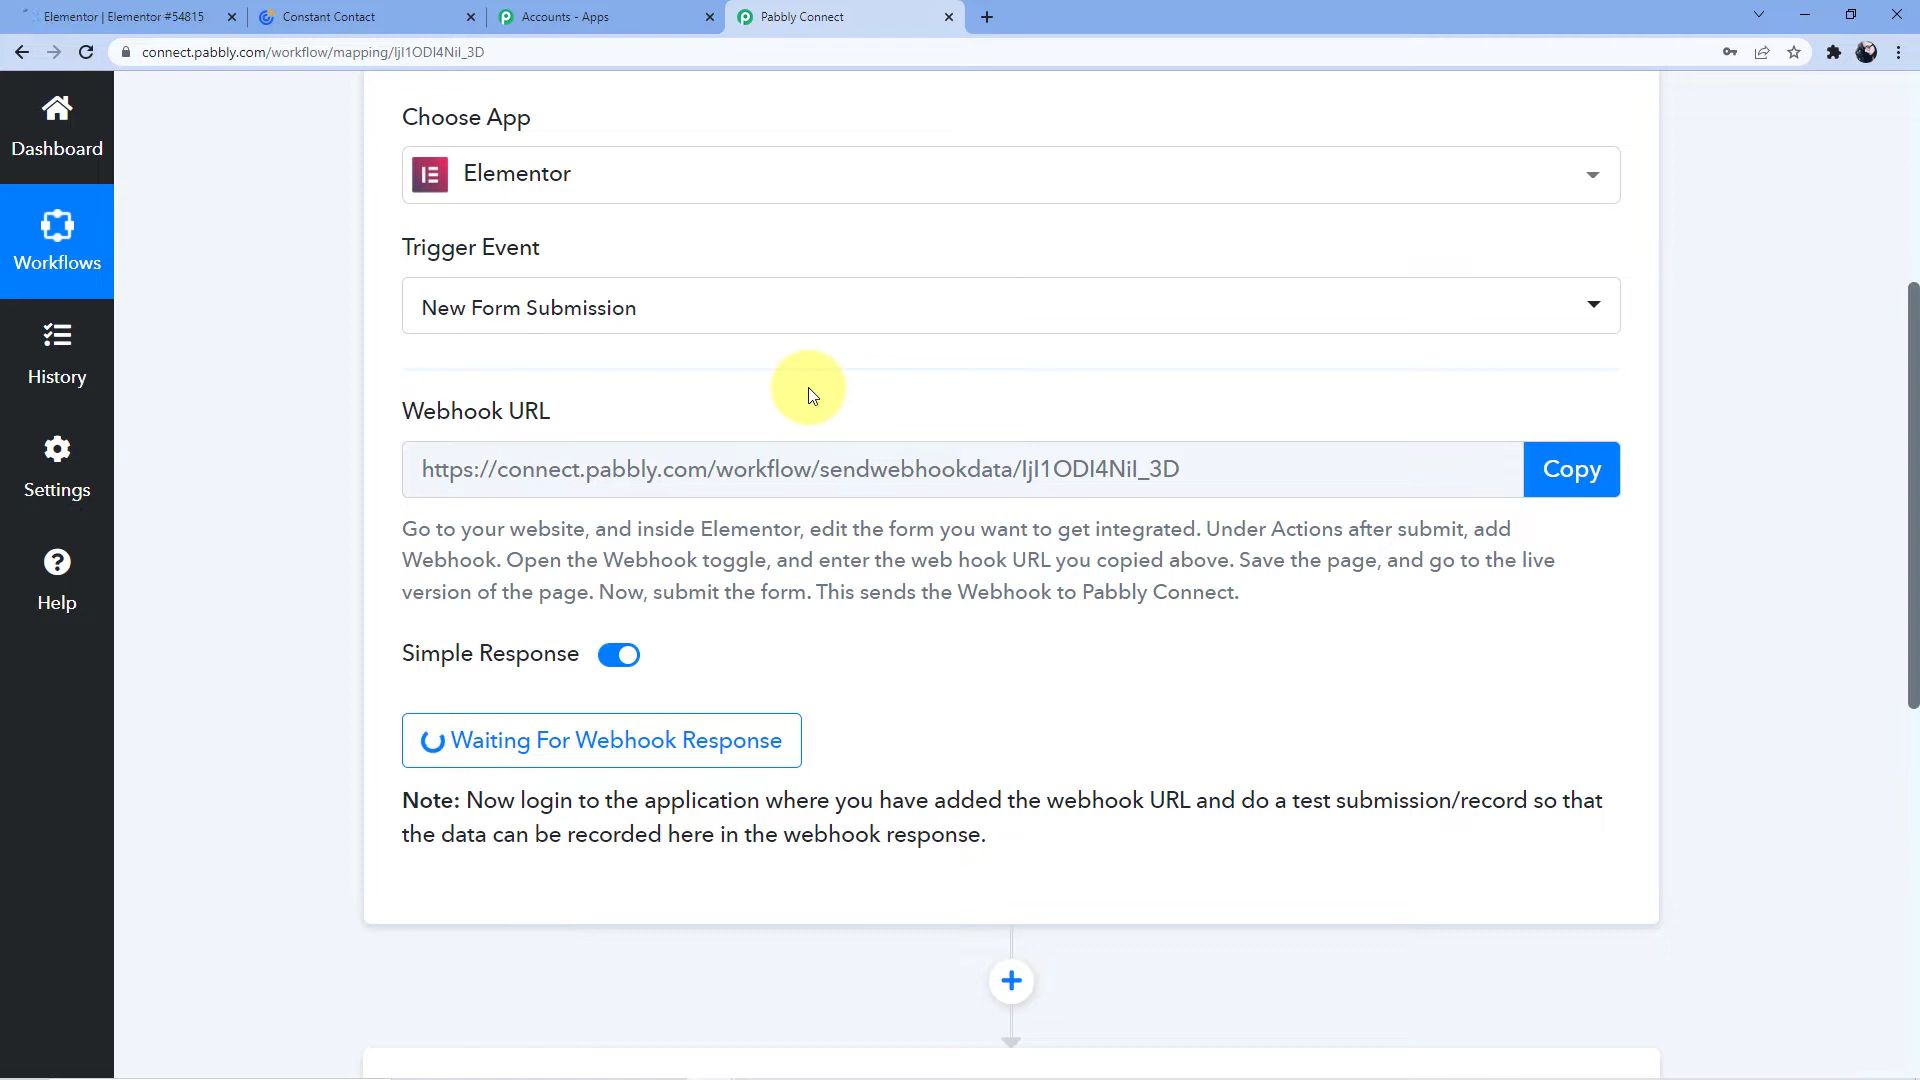 Elementor | Elementor #54815
Constant Contact
Accounts - Apps
Pabbly Connect
connect.pabbly.com/workflow/mapping/IjI1ODI4NiI_3D
Dashboard
Workflows
History
Settings
Help
Choose App
Elementor
Trigger Event
New Form Submission
Webhook URL
https://connect.pabbly.com/workflow/sendwebhookdata/IjI1ODI4NiI_3D
Copy
Go to your website, and inside Elementor, edit the form you want to get integrated. Under Actions after submit, add
Webhook. Open the Webhook toggle, and enter the web hook URL you copied above. Save the page, and go to the live
version of the page. Now, submit the form. This sends the Webhook to Pabbly Connect.
Simple Response
Waiting For Webhook Response
Note: Now login to the application where you have added the webhook URL and do a test submission/record so that
the data can be recorded here in the webhook response.